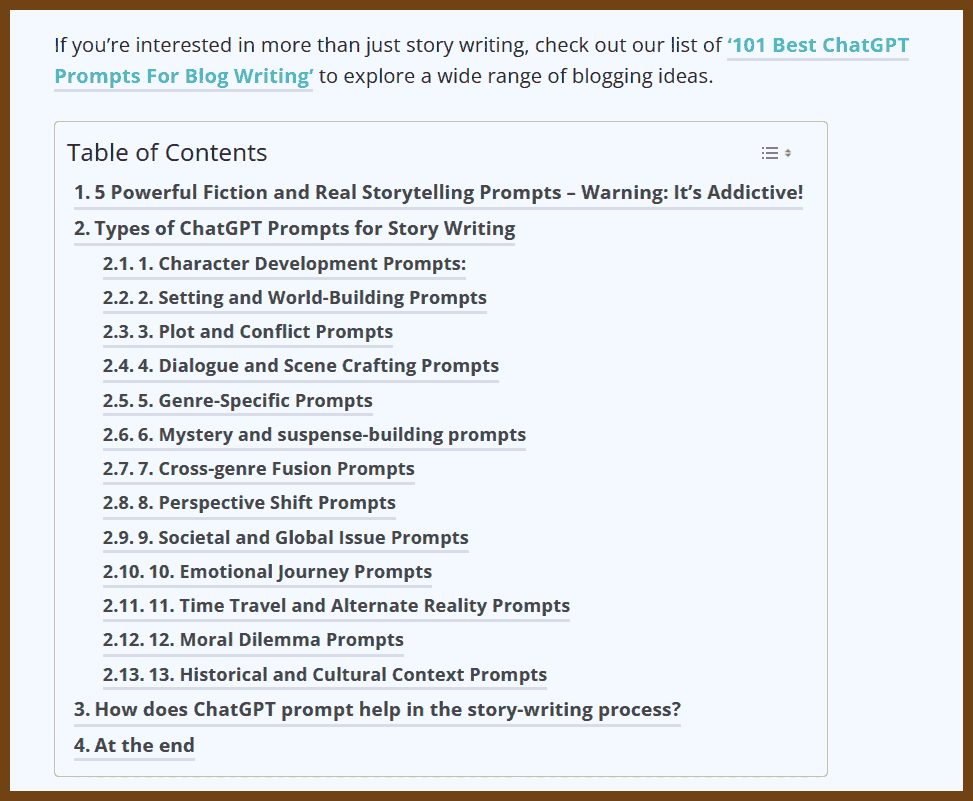 If you’re interested in more than just story writing, check out our list of ‘101 Best ChatGPT
Prompts For Blog Writing’ to explore a wide range of blogging ideas.
Table of Contents
1. 5 Powerful Fiction and Real Storytelling Prompts – Warning: It’s Addictive!
2. Types of ChatGPT Prompts for Story Writing
2.1. 1. Character Development Prompts:
2.2. 2. Setting and World-Building Prompts
2.3. 3. Plot and Conflict Prompts
2.4. 4. Dialogue and Scene Crafting Prompts
2.5. 5. Genre-Specific Prompts
2.6. 6. Mystery and suspense-building prompts
2.7. 7. Cross-genre Fusion Prompts
2.8. 8. Perspective Shift Prompts
2.9. 9. Societal and Global Issue Prompts
2.10. 10. Emotional Journey Prompts
2.11. 11. Time Travel and Alternate Reality Prompts
2.12. 12. Moral Dilemma Prompts
2.13. 13. Historical and Cultural Context Prompts
3. How does ChatGPT prompt help in the story-writing process?
4. At the end